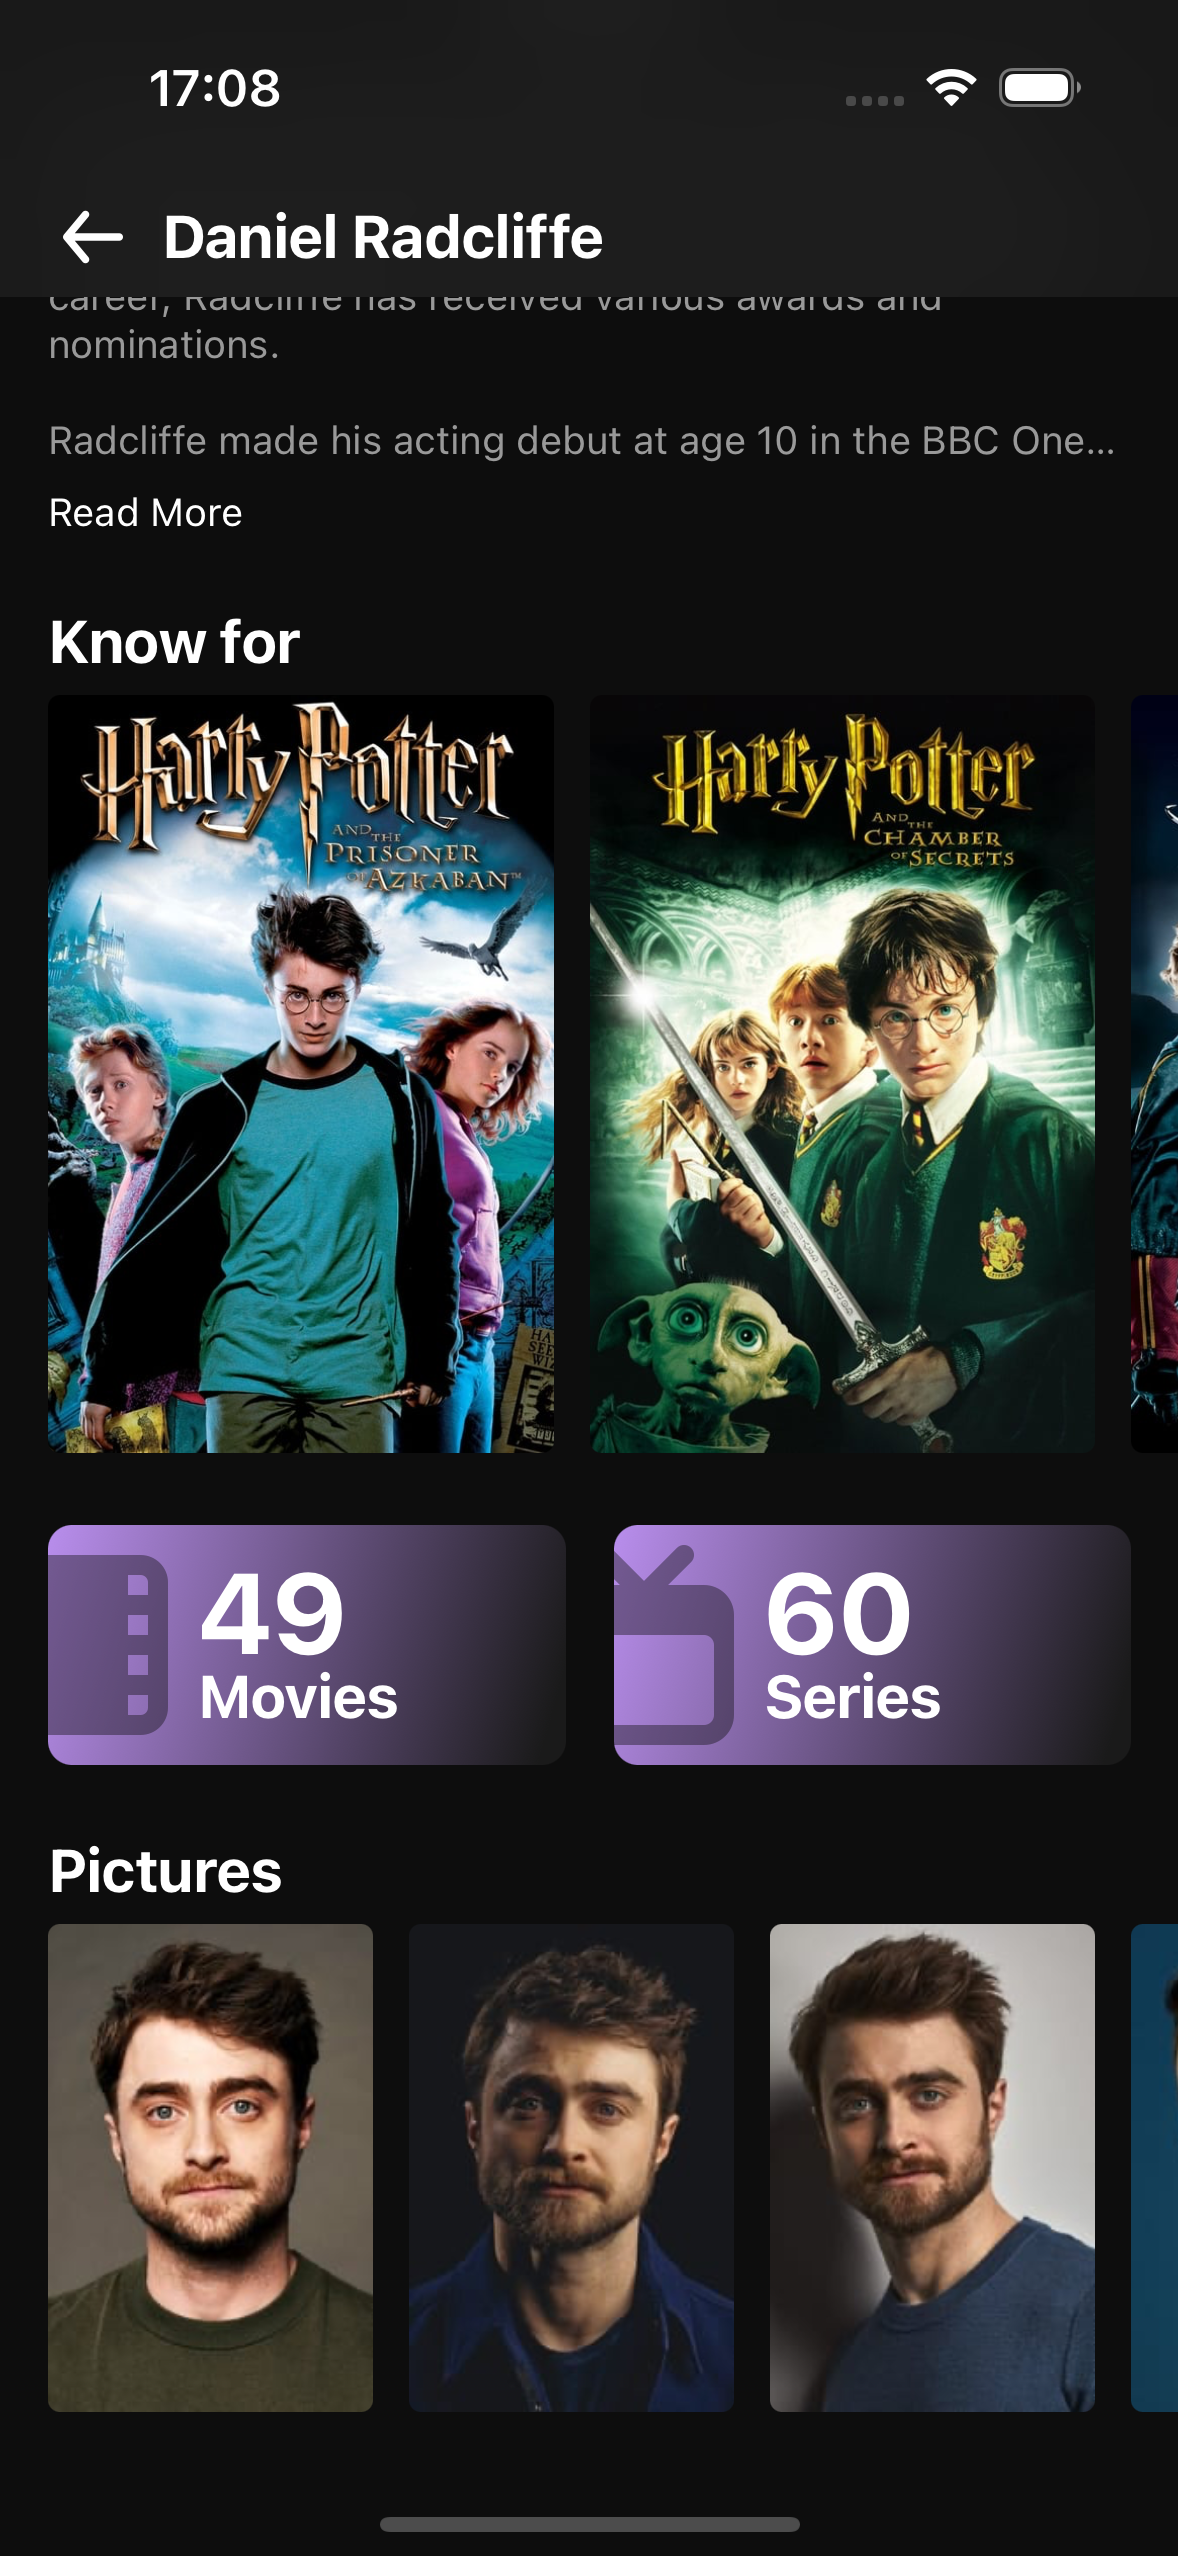 17:08
Daniel Radcliffe
career, Radcliffe has received various awards and
nominations.
Radcliffe made his acting debut at age 10 in the BBC One...
Read More
Know for
Harry Potter
AND THE
PRISONER
OF AZKABAN™
Harry Potter
AND THE
CHAMBER
OF SECRETS
49
Movies
60
Series
Pictures